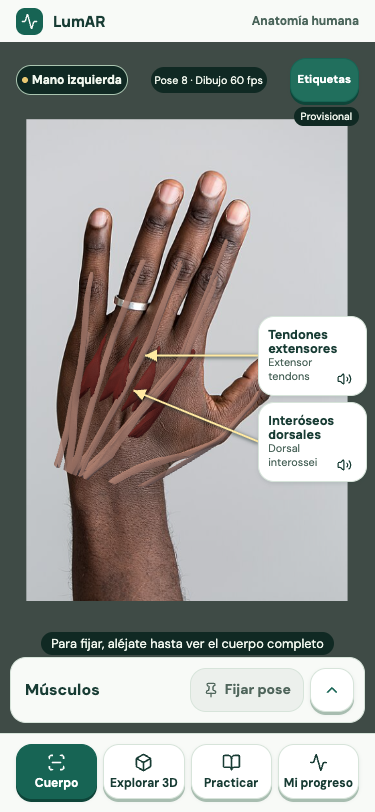 LumAR
Anatomía humana
Mano izquierda
Pose 8 · Dibujo 60 fps
Etiquetas
Provisional
Tendones
extensores
Extensor
tendons
Interóseos
dorsales
Dorsal
interossei
Para fijar, aléjate hasta ver el cuerpo completo
Músculos
Fijar pose
Cuerpo
Explorar 3D
Practicar
Mi progreso